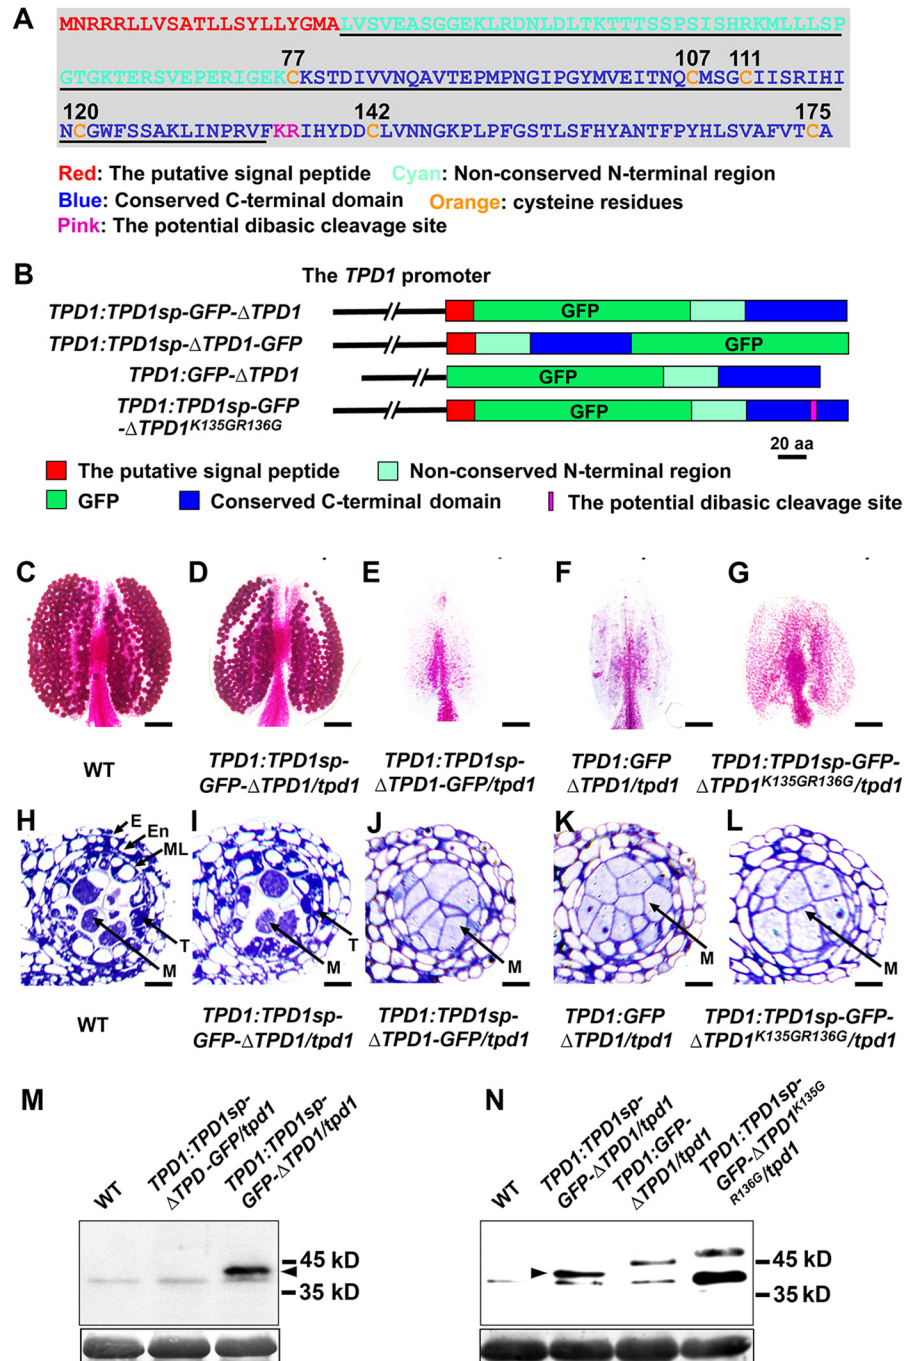 A
MNRRRLLVSATLLSYLLYGMALVSVEASGGEKLRDNLDLTKTTTSSPSISHRKMLLLSP
77 107 111
GTGKTERSVEPERIGEKCKSTDIVVNQAVTEPMPNGIPGYMVEITNQCMSGCIISRIHI
120 142 175
NCGWFSSAKLINPRVFKRIHYDDCLVNNGKPLPFGSTLSFHYANTFPYHLSVAFVTCA
Red: The putative signal peptide Cyan: Non-conserved N-terminal region
Blue: Conserved C-terminal domain Orange: cysteine residues
Pink: The potential dibasic cleavage site
B
The TPD1 promoter
TPD1:TPD1sp-GFP-ΔTPD1 GFP
TPD1:TPD1sp-ΔTPD1-GFP GFP
TPD1:GFP-ΔTPD1 GFP
TPD1:TPD1sp-GFP
-ΔTPD1K135GR136G GFP
20 aa
The putative signal peptide Non-conserved N-terminal region
GFP Conserved C-terminal domain The potential dibasic cleavage site
C D E F G
WT
TPD1:TPD1sp-
GFP-ΔTPD1/tpd1
TPD1:TPD1sp-
ΔTPD1-GFP/tpd1
TPD1:GFP
ΔTPD1/tpd1
TPD1:TPD1sp-GFP-
ΔTPD1K135GR136G/tpd1
H E En ML T M
I T M
J M
K M
L M
WT
TPD1:TPD1sp-
GFP-ΔTPD1/tpd1
TPD1:TPD1sp-
ΔTPD1-GFP/tpd1
TPD1:GFP
ΔTPD1/tpd1
TPD1:TPD1sp-GFP-
ΔTPD1K135GR136G/tpd1
M
WT
TPD1:TPD1sp-
ΔTPD-GFP/tpd1
TPD1:TPD1sp-
GFP-ΔTPD1/tpd1
45 kD
35 kD
N
WT
TPD1:TPD1sp-
GFP-ΔTPD1/tpd1
TPD1:GFP-
ΔTPD1/tpd1
TPD1:TPD1sp-
GFP-ΔTPD1K135G
R136G/tpd1
45 kD
35 kD